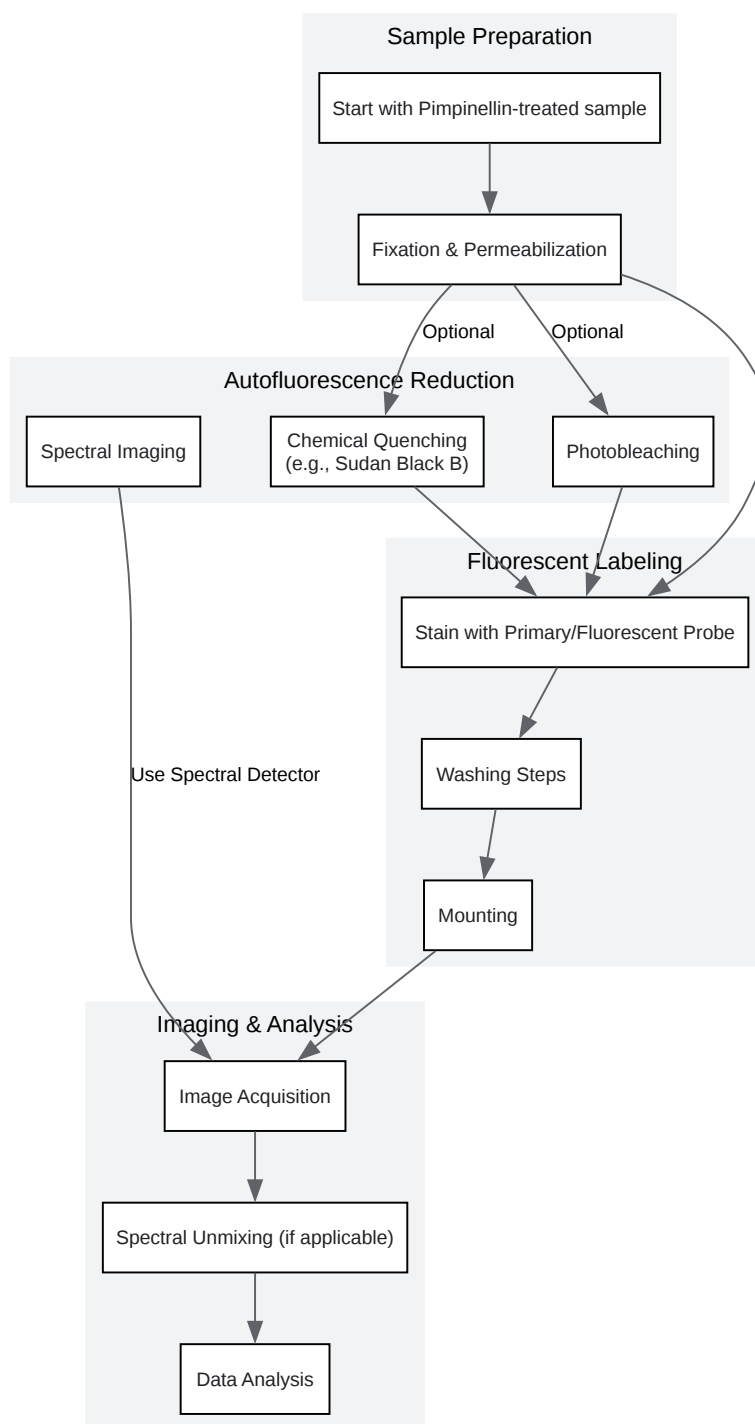 Sample Preparation
Start with Pimpinellin-treated sample
Fixation & Permeabilization
Optional
Optional
Autofluorescence Reduction
Spectral Imaging
Chemical Quenching
(e.g., Sudan Black B)
Photobleaching
Fluorescent Labeling
Stain with Primary/Fluorescent Probe
Washing Steps
Use Spectral Detector
Mounting
Imaging & Analysis
Image Acquisition
Spectral Unmixing (if applicable)
Data Analysis